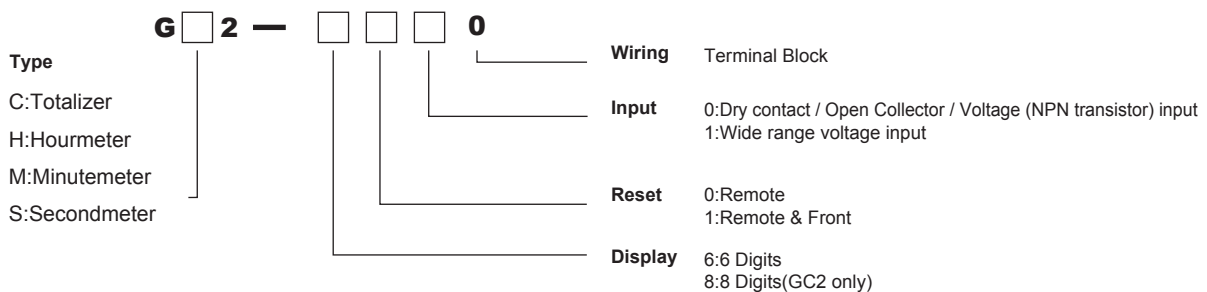 G□2 — □□□0
Type
C:Totalizer
H:Hourmeter
M:Minutemeter
S:Secondmeter
Wiring Terminal Block
Input 0:Dry contact / Open Collector / Voltage (NPN transistor) input
1:Wide range voltage input
Reset 0:Remote
1:Remote & Front
Display 6:6 Digits
8:8 Digits(GC2 only)